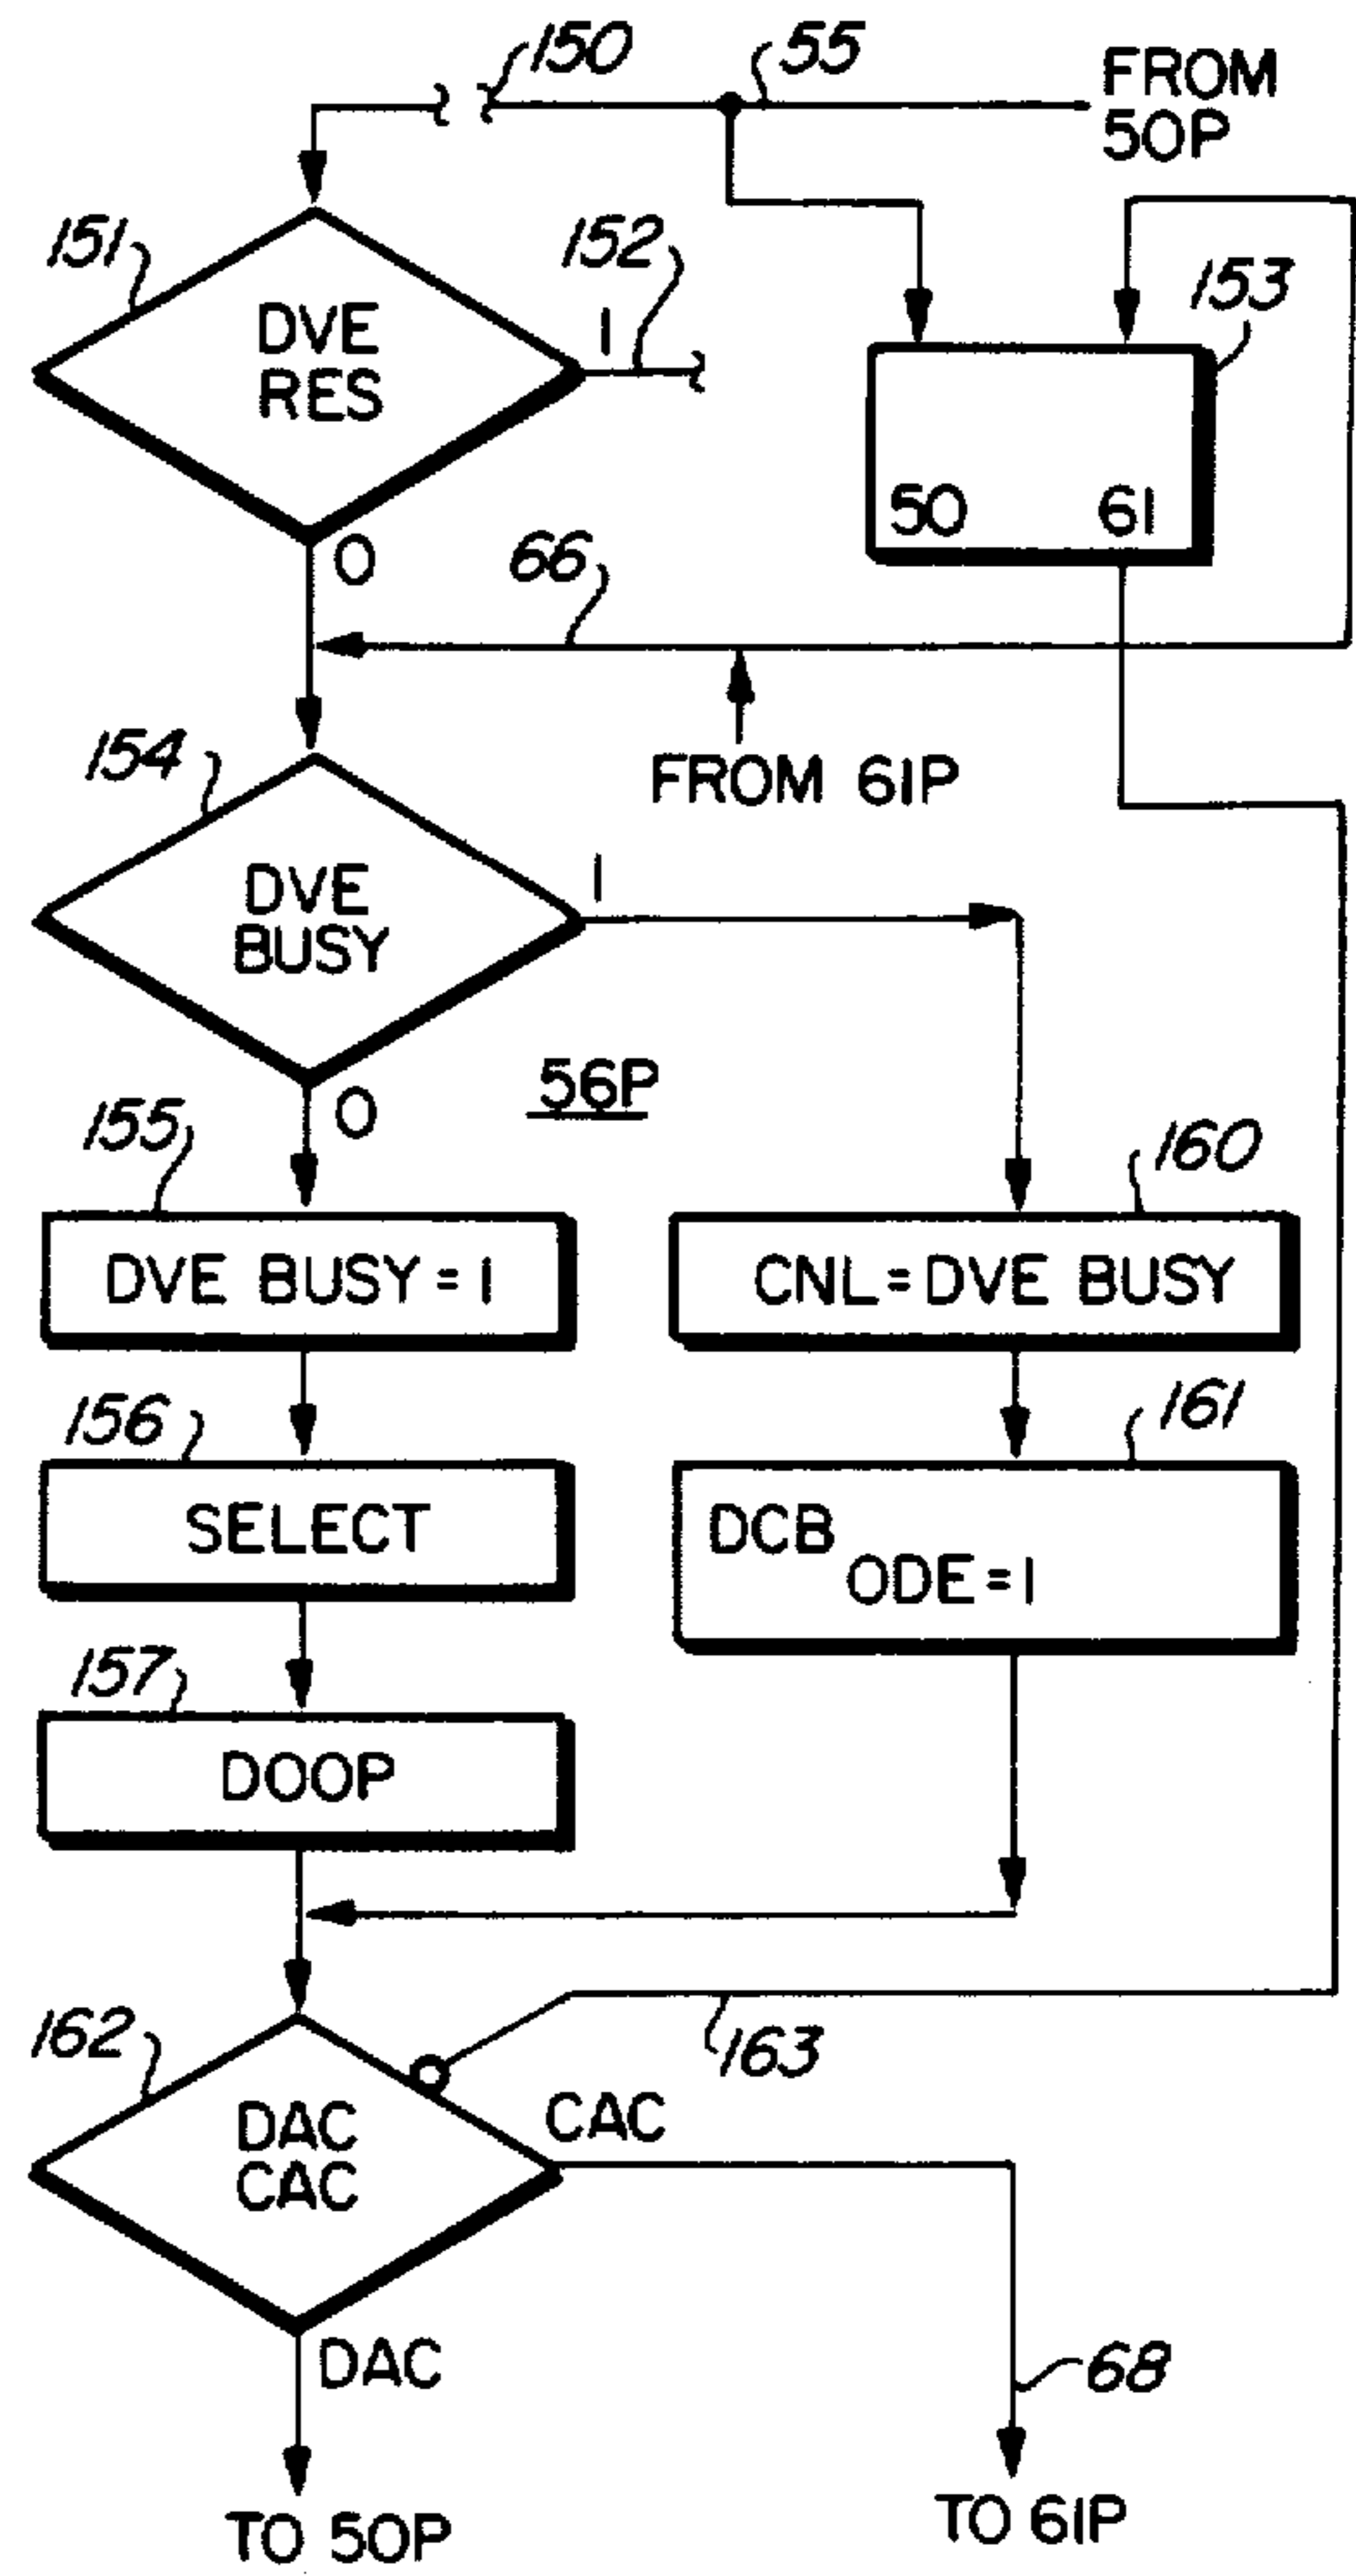 150
55
FROM
50P
151
152
153
DVE
RES
1
50 61
0
66
FROM 61P
154
DVE
BUSY
1
0
56P
155
160
DVE BUSY = 1
CNL = DVE BUSY
156
161
SELECT
DCB
ODE = 1
157
DOOP
162
163
DAC
CAC
CAC
DAC
68
TO 50P
TO 61P